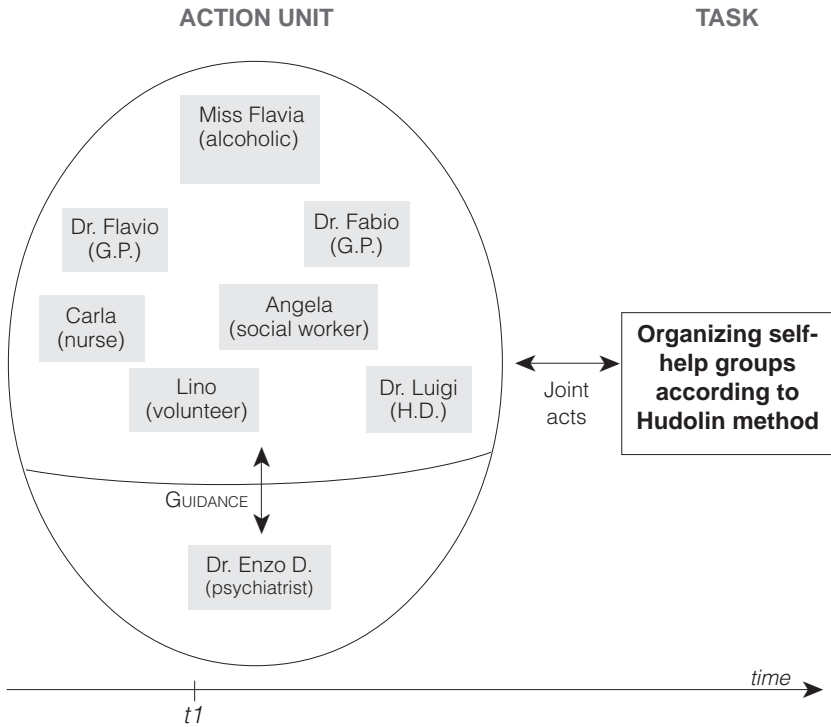 ACTION UNIT
TASK
Miss Flavia
(alcoholic)
Dr. Flavio
(G.P.)
Dr. Fabio
(G.P.)
Carla
(nurse)
Angela
(social worker)
Lino
(volunteer)
Dr. Luigi
(H.D.)
Joint
acts
Organizing self-
help groups
according to
Hudolin method
GUIDANCE
Dr. Enzo D.
(psychiatrist)
time
t1